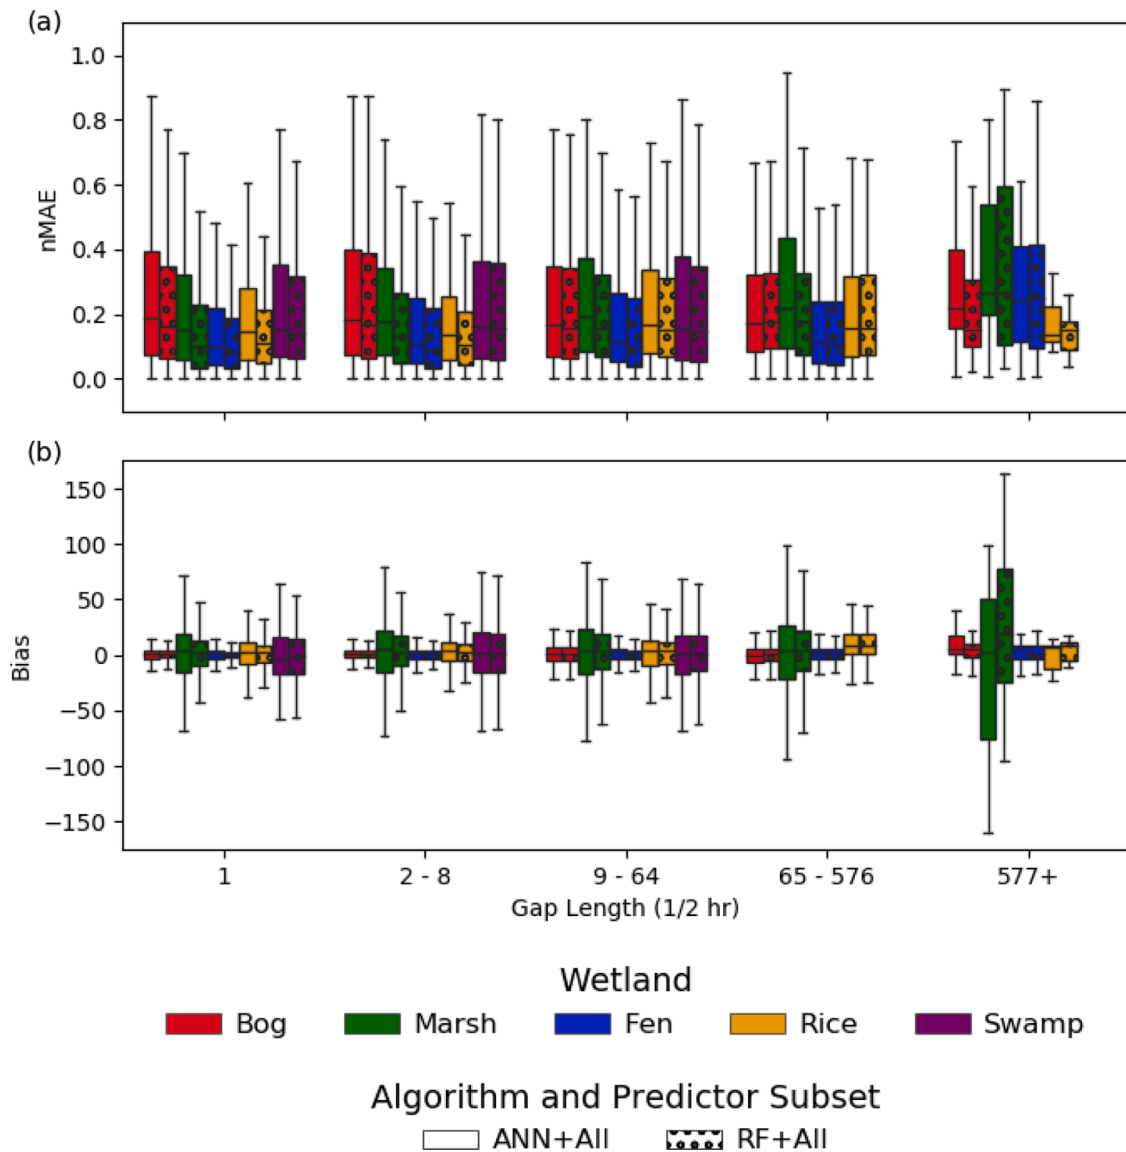 (a)
1.0
0.8
0.6
0.4
0.2
0.0
nMAE
(b)
150
100
50
0
−50
−100
−150
Bias
1 2 - 8 9 - 64 65 - 576 577+
Gap Length (1/2 hr)
Wetland
Bog Marsh Fen Rice Swamp
Algorithm and Predictor Subset
ANN+All RF+All